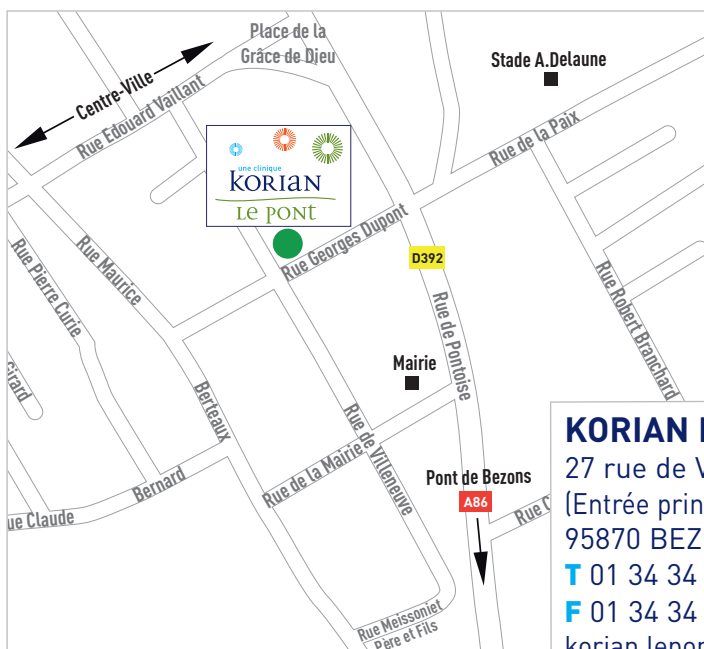 Place de la
Grâce de Dieu
Stade A.Delaune
Centre-Ville
Rue Edouard Vaillant
Rue de la Paix
une clinique
KORIAN
LE PONT
Rue Georges Dupont
D392
Rue Maurice
Berteaux
Rue Pierre Curie
Rue Robert Branchard
Rue de Pontoise
Mairie
Girard
Rue de Villeneuve
Rue de la Mairie
Bernard
ue Claude
Pont de Bezons
A86
Rue C
Rue Meissoniet
Père et Fils
KORIAN
27 rue de V
(Entrée prin
95870 BEZ
T 01 34 34
F 01 34 34